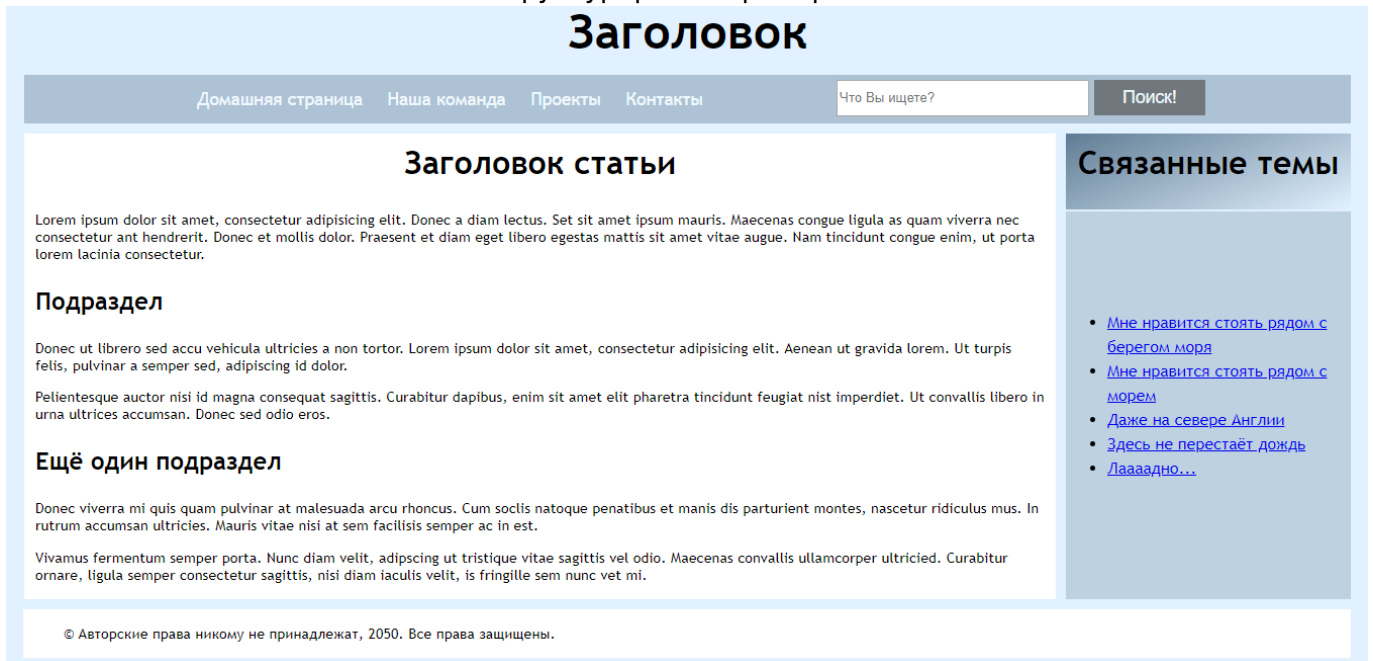 Заголовок
Домашняя страница Наша команда Проекты Контакты
Что Вы ищете? Поиск!
Заголовок статьи
Lorem ipsum dolor sit amet, consectetur adipisicing elit. Donec a diam lectus. Set sit amet ipsum mauris. Maecenas congue ligula as quam viverra nec
consectetur ant hendrerit. Donec et mollis dolor. Praesent et diam eget libero egestas mattis sit amet vitae augue. Nam tincidunt congue enim, ut porta
lorem lacinia consectetur.
Подраздел
Donec ut librero sed accu vehicula ultricies a non tortor. Lorem ipsum dolor sit amet, consectetur adipisicing elit. Aenean ut gravida lorem. Ut turpis
felis, pulvinar a semper sed, adipiscing id dolor.
Pelientesque auctor nisi id magna consequat sagittis. Curabitur dapibus, enim sit amet elit pharetra tincidunt feugiat nist imperdiet. Ut convallis libero in
urna ultrices accumsan. Donec sed odio eros.
Ещё один подраздел
Donec viverra mi quis quam pulvinar at malesuada arcu rhoncus. Cum soclis natoque penatibus et manis dis parturient montes, nascetur ridiculus mus. In
rutrum accumsan ultricies. Mauris vitae nisi at sem facilisis semper ac in est.
Vivamus fermentum semper porta. Nunc diam velit, adipscing ut tristique vitae sagittis vel odio. Maecenas convallis ullamcorper ultricied. Curabitur
ornare, ligula semper consectetur sagittis, nisi diam iaculis velit, is fringille sem nunc vet mi.
Связанные темы
Мне нравится стоять рядом с
берегом моря
Мне нравится стоять рядом с
морем
Даже на севере Англии
Здесь не перестаёт дождь
Лаааадно...
© Авторские права никому не принадлежат, 2050. Все права защищены.